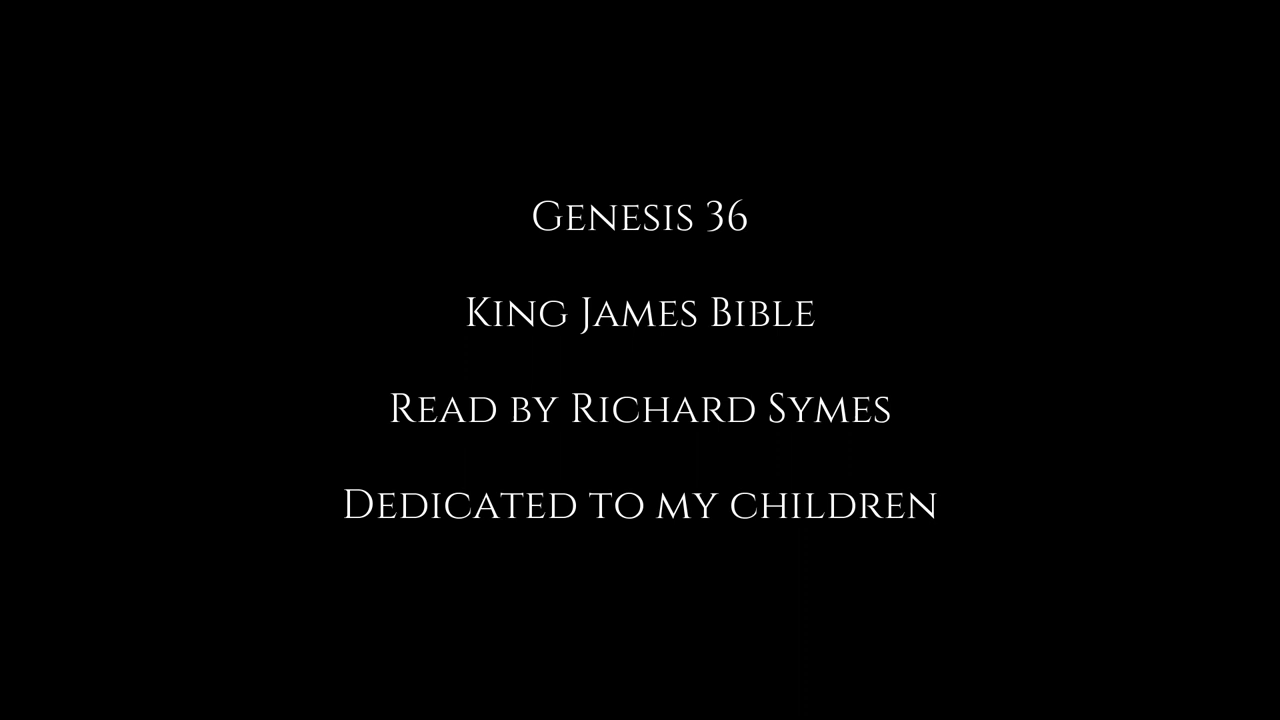 Genesis 36
King James Bible
Read by Richard Symes
Dedicated to my children